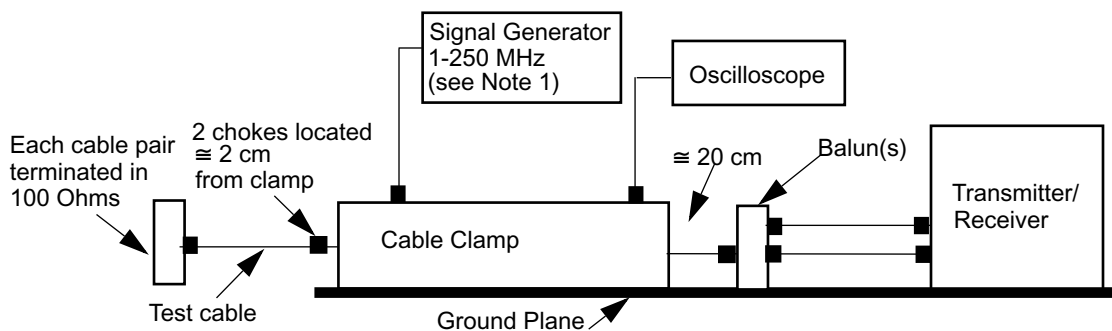 Signal Generator
1-250 MHz
(see Note 1)
Oscilloscope
Each cable pair
terminated in
100 Ohms
2 chokes located
≅ 2 cm
from clamp
≅ 20 cm
Balun(s)
Transmitter/
Receiver
Cable Clamp
Test cable
Ground Plane